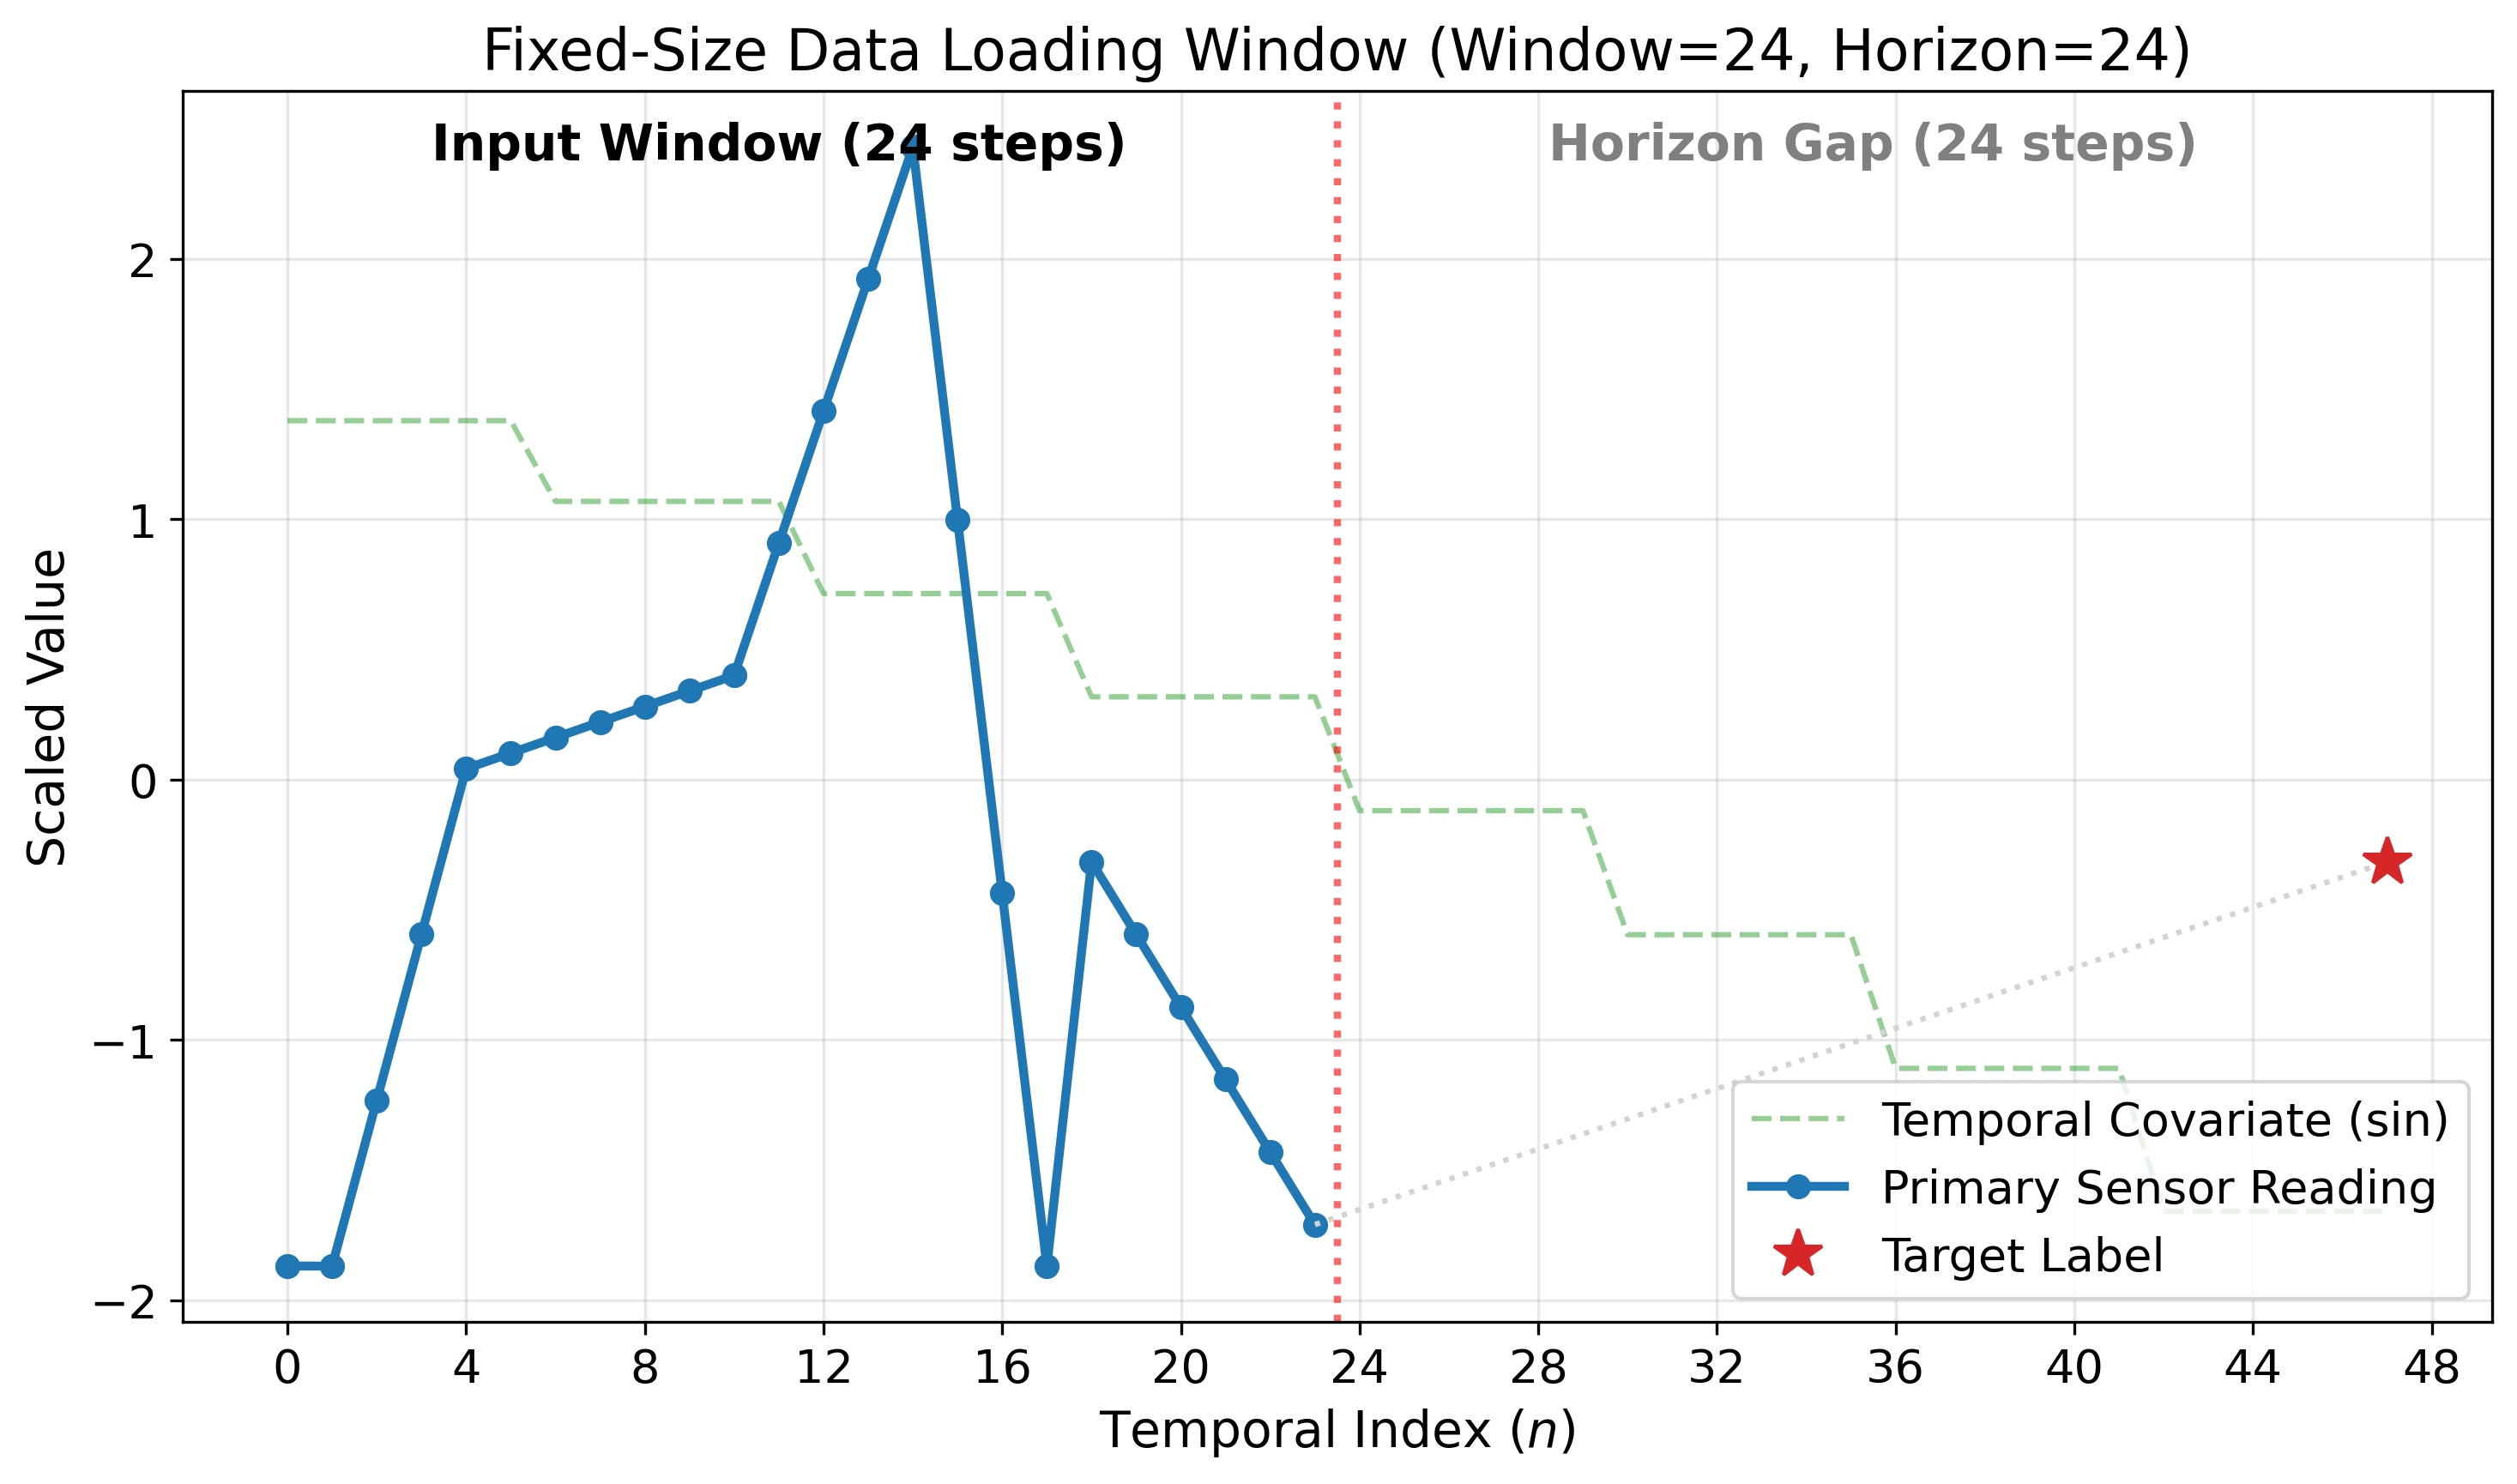 Fixed-Size Data Loading Window (Window=24, Horizon=24)
Input Window (24 steps)
Horizon Gap (24 steps)
2
1
0
−1
−2
Scaled Value
Temporal Covariate (sin)
Primary Sensor Reading
Target Label
0 4 8 12 16 20 24 28 32 36 40 44 48
Temporal Index (n)